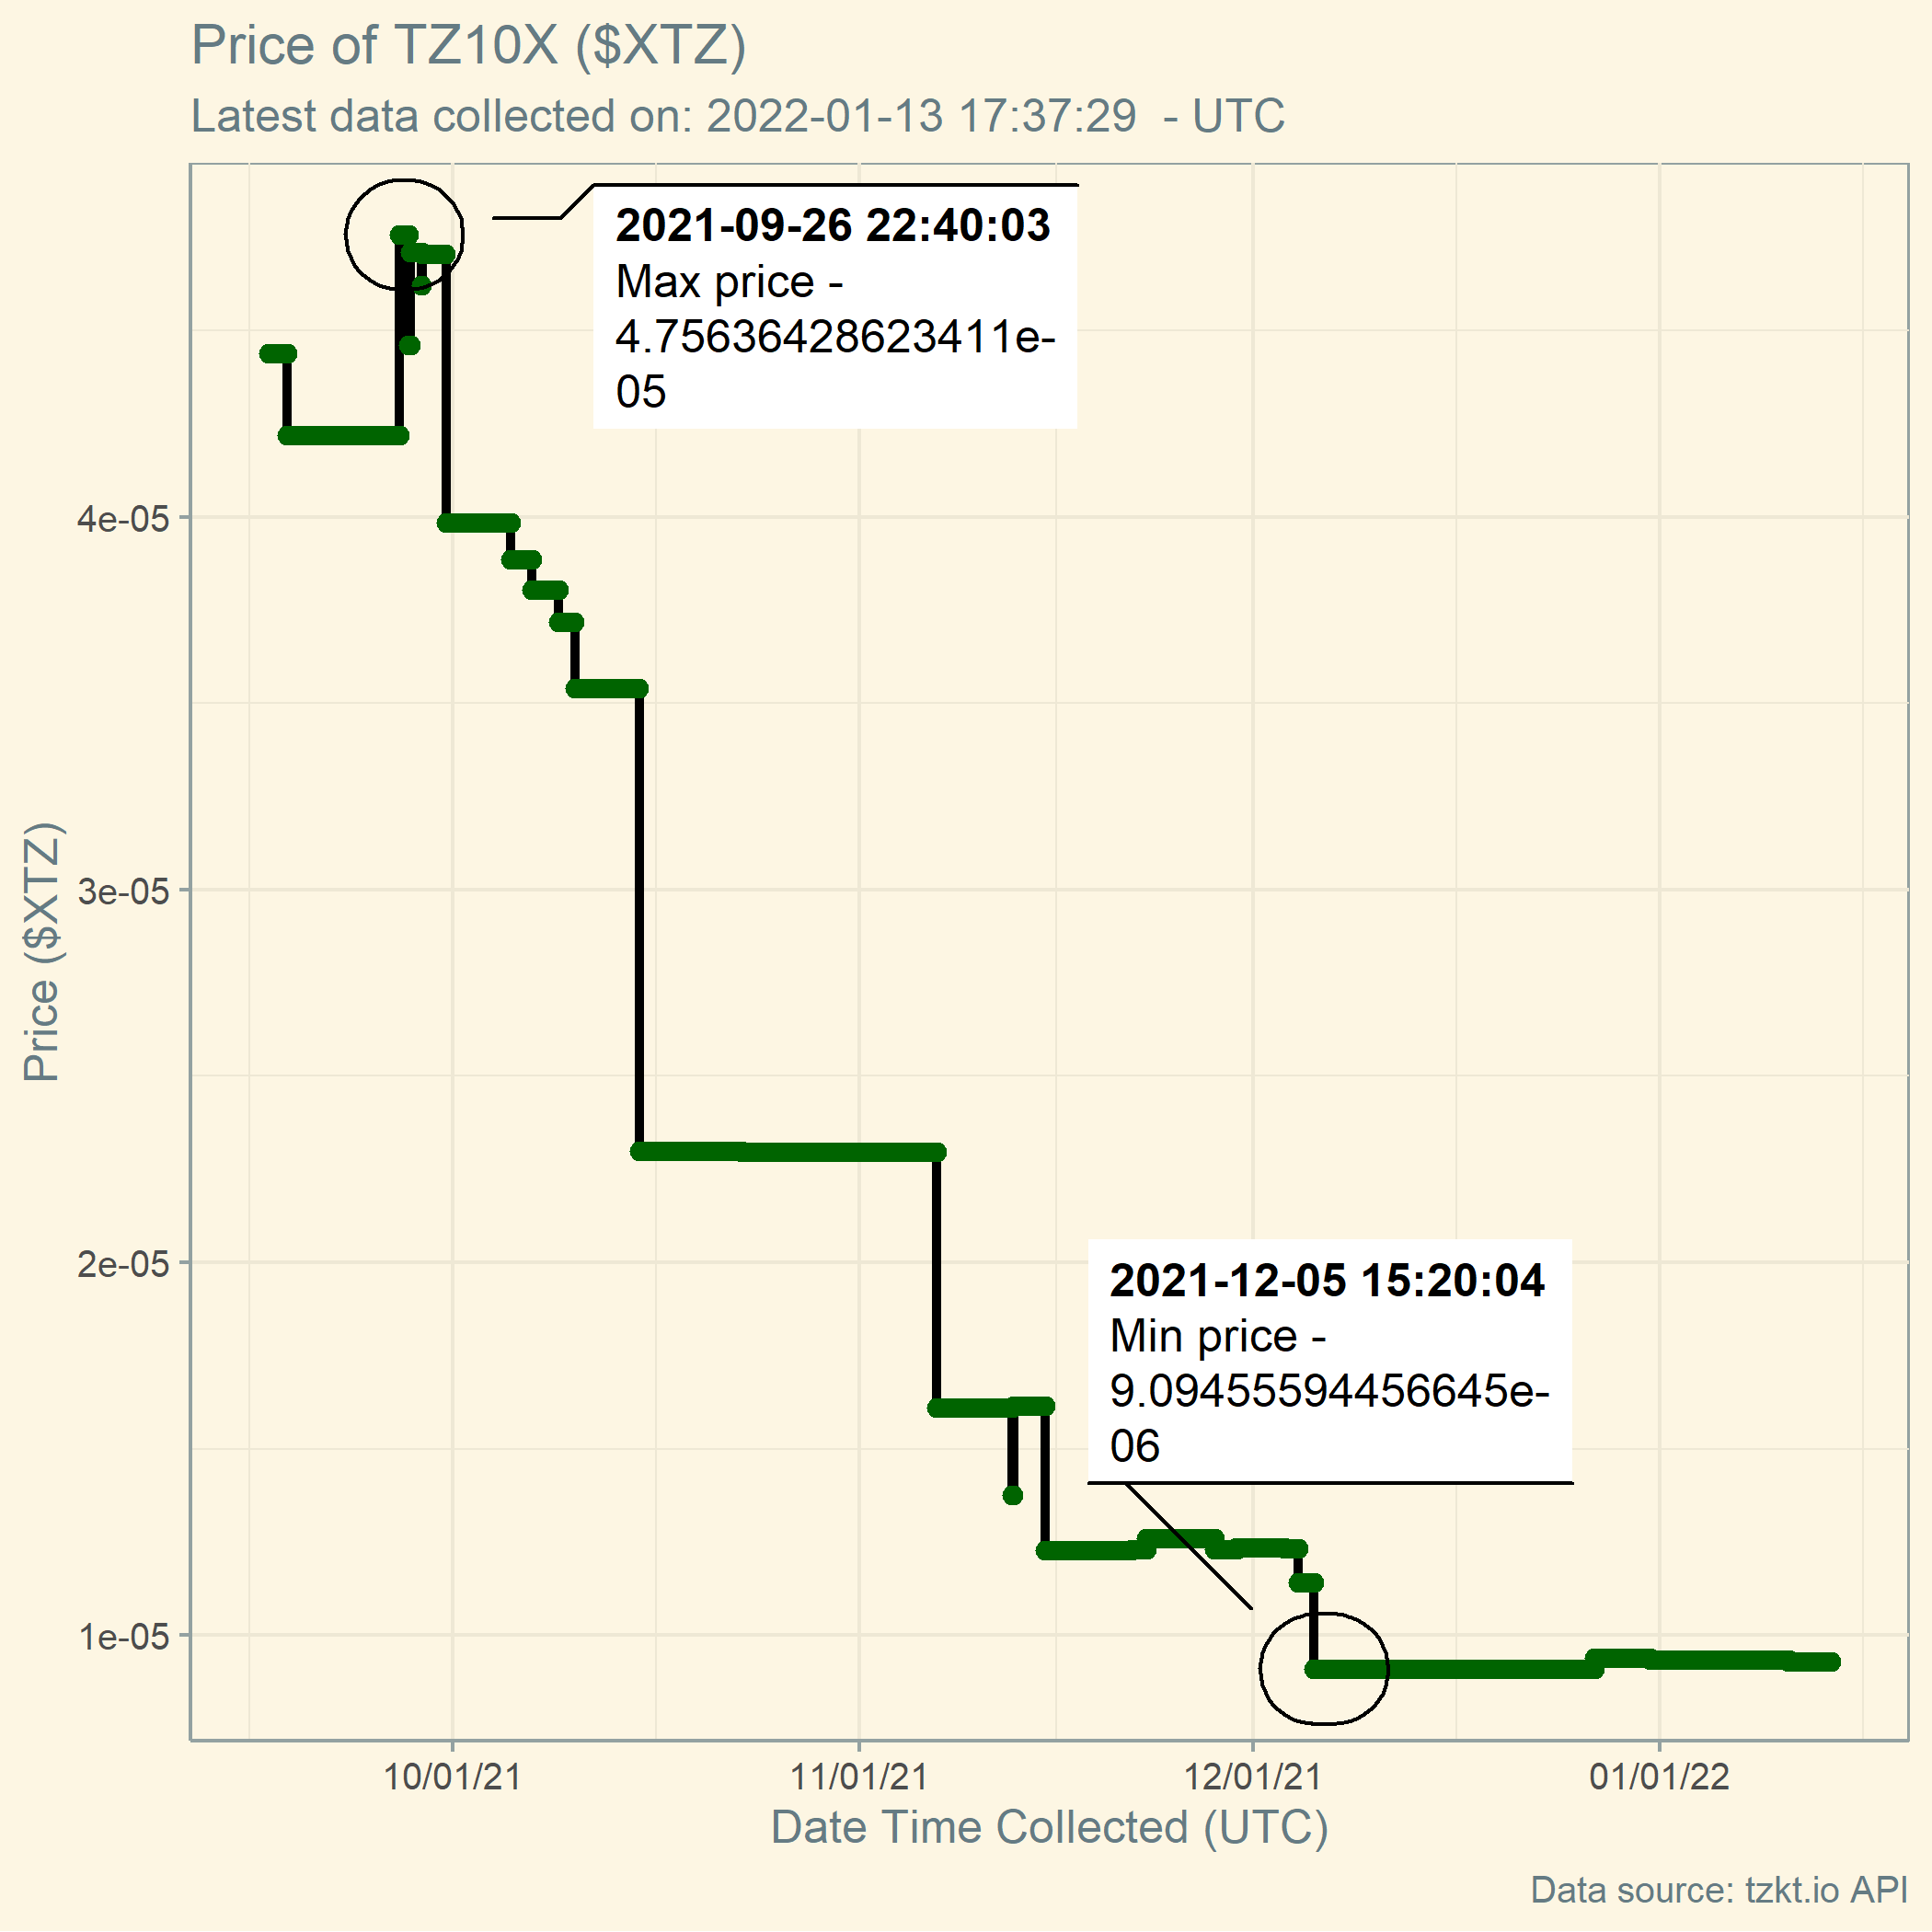 Price of TZ10X ($XTZ)
Latest data collected on: 2022-01-13 17:37:29  - UTC
2021-09-26 22:40:03
Max price -
4.75636428623411e-
05
4e-05
3e-05
2e-05
1e-05
Price ($XTZ)
2021-12-05 15:20:04
Min price -
9.09455594456645e-
06
10/01/21
11/01/21
12/01/21
01/01/22
Date Time Collected (UTC)
Data source: tzkt.io API